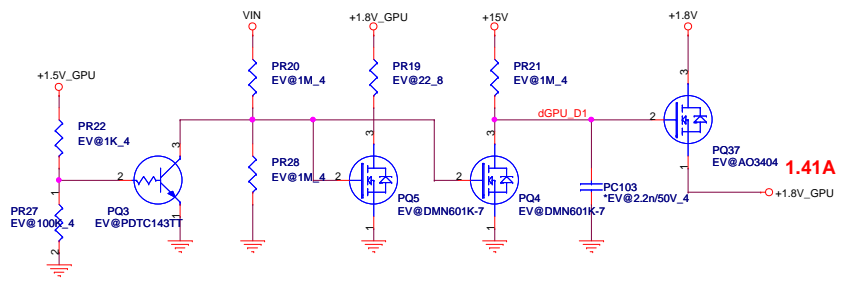 VIN
+1.8V_GPU
+15V
+1.8V
+1.5V_GPU
PR20
EV@1M_4
PR19
EV@22_8
PR21
EV@1M_4
3
dGPU_D1
2
PQ37
EV@AO3404
1
1.41A
+1.8V_GPU
PR22
EV@1K_4
3
2
1
PQ3
EV@PDTC143TT
1
PR27
EV@100K_4
2
PR28
EV@1M_4
3
2
1
PQ5
EV@DMN601K-7
3
2
1
PQ4
EV@DMN601K-7
PC103
*EV@2.2n/50V_4